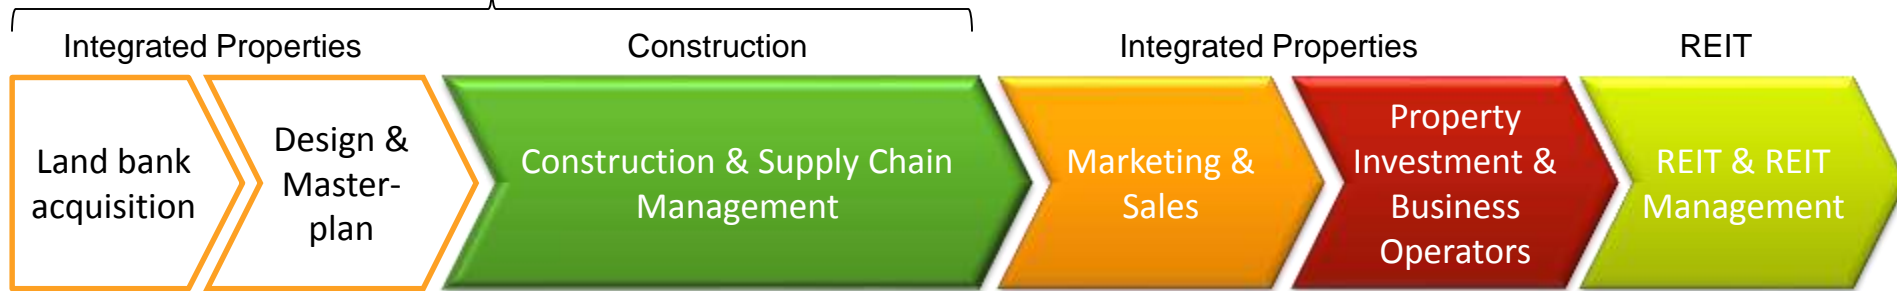 Integrated Properties
Construction
Integrated Properties
REIT
Land bank
acquisition
Design &
Master-
plan
Construction & Supply Chain
Management
Marketing &
Sales
Property
Investment &
Business
Operators
REIT & REIT
Management